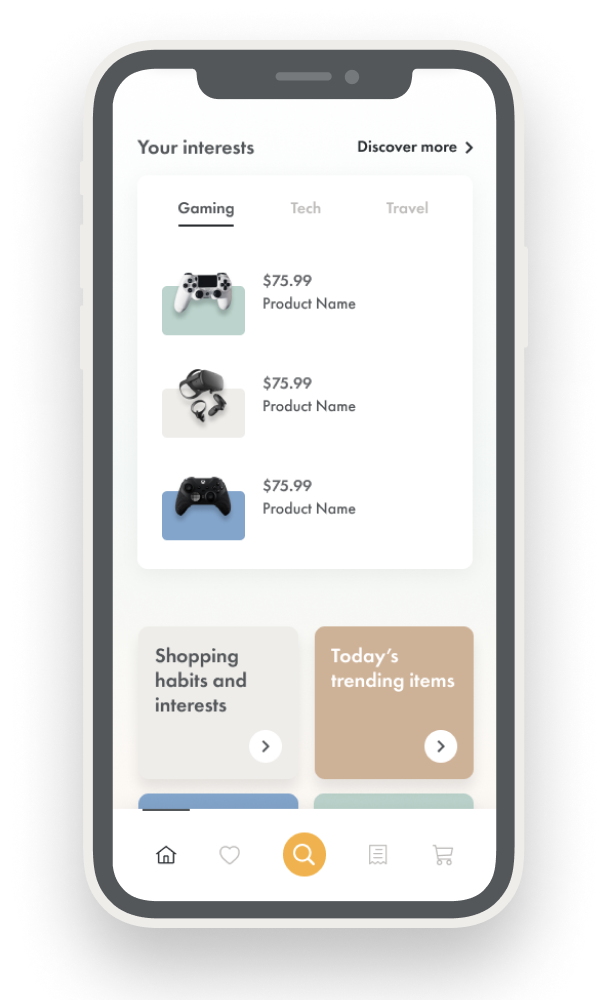 Your interests
Discover more
Gaming
Tech
Travel
$75.99
Product Name
$75.99
Product Name
$75.99
Product Name
Shopping
habits and
interests
Today’s
trending items